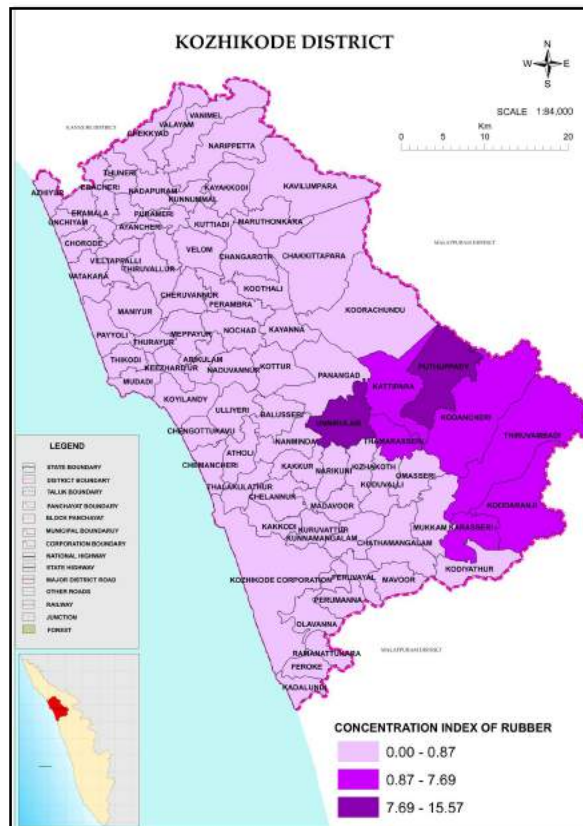 KOZHIKODE DISTRICT
N
W E
S
SCALE 1:84,000
Km
0 5 10 20
VANIMEL
VALAYAM
CHEKKYAD
NARIPPETTA
THUNERI
EDACHERI
NADAPURAM
KAYAKKODI
KAVILUMPARA
AZHIYUR
KUNNUMMAL
ERAMALA
PURAMERI
ONCHIYAM
AYANCHERI
KUTTIADI
MARUTHONKARA
MALAPPURAM DISTRICT
CHORODE
VELOM
CHANGAROTH
CHAKKITTAPARA
VILLYAPPALLI
THIRUVALLUR
VATAKARA
KOOTHALI
CHERUVANNUR
PERAMBRA
KOORACHUNDU
MANIYUR
PAYYOLI
MEPPAYUR
NOCHAD
KAYANNA
THURAYUR
ARIKULAM
PUTHUPPADY
THIKODI
KEEZHARIYUR
NADUVANNUR
KOTTUR
PANANGAD
KATTIPARA
MUDADI
KOYILANDY
ULLIYERI
BALUSSERI
UNNIKULAM
KODANCHERI
THIRUVAMBADI
CHENGOTTUKAVU
NANMINDA
THAMARASSERI
ATHOLI
CHEMANCHERI
KAKKUR
NARIKUNI
KIZHAKOTH
OMASSERI
THALAKULATHUR
CHELANNUR
KODUVALLI
KOODARANJI
MADAVOOR
KAKKODI
KURUVATTUR
MUKKAM
KARASSERI
KUNNAMANGALAM
CHATHAMANGALAM
KODIYATHUR
KOZHIKODE CORPORATION
PERUVAYAL
MAVOOR
PERUMANNA
OLAVANNA
MALAPPURAM DISTRICT
RAMANATTUKARA
FEROKE
KADALUNDI
LEGEND
STATE BOUNDARY
DISTRICT BOUNDARY
TALUK BOUNDARY
PANCHAYAT BOUNDARY
BLOCK PANCHAYAT
MUNICIPAL BOUNDARUY
CORPORATION BOUNDARY
NATIONAL HIGHWAY
STATE HIGHWAY
MAJOR DISTRICT ROAD
OTHER ROADS
RAILWAY
JUNCTION
FOREST
CONCENTRATION INDEX OF RUBBER
0.00 - 0.87
0.87 - 7.69
7.69 - 15.57